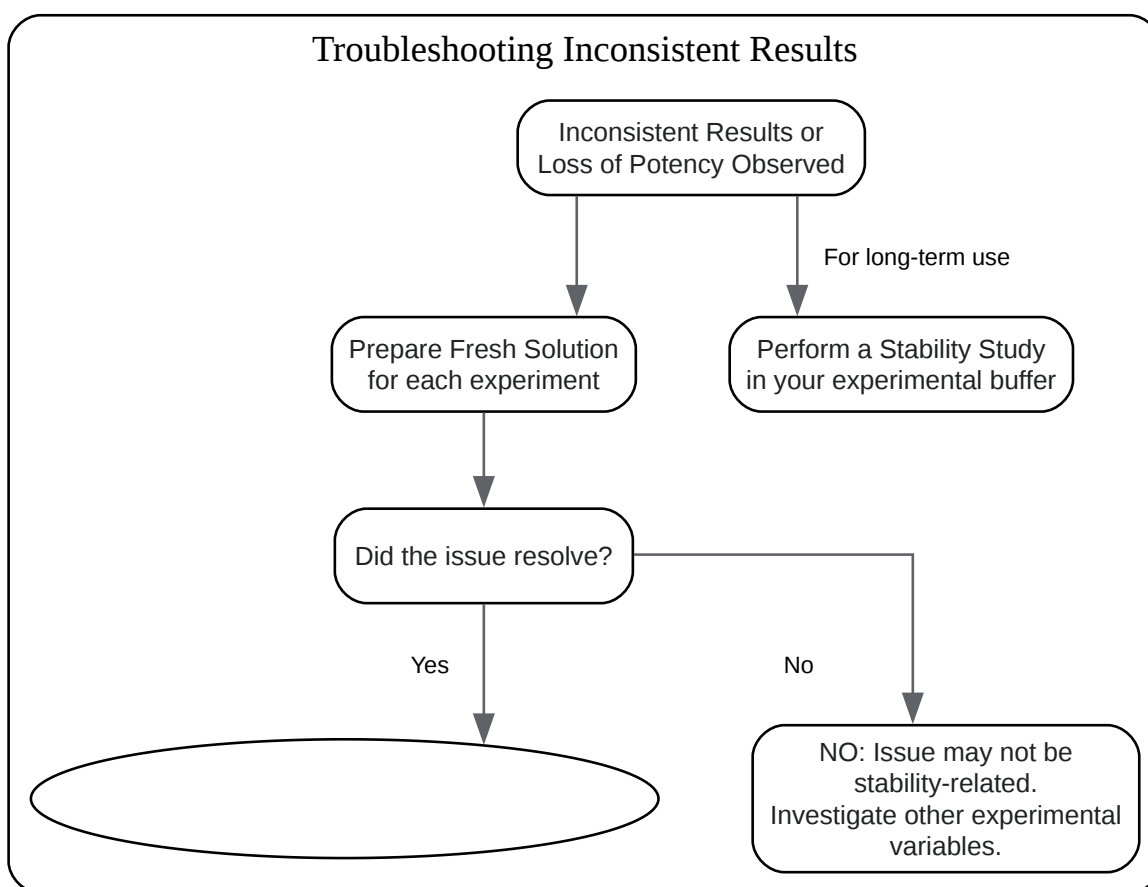 Troubleshooting Inconsistent Results
Inconsistent Results or
Loss of Potency Observed
For long-term use
Prepare Fresh Solution
for each experiment
Perform a Stability Study
in your experimental buffer
Did the issue resolve?
Yes
No
NO: Issue may not be
stability-related.
Investigate other experimental
variables.